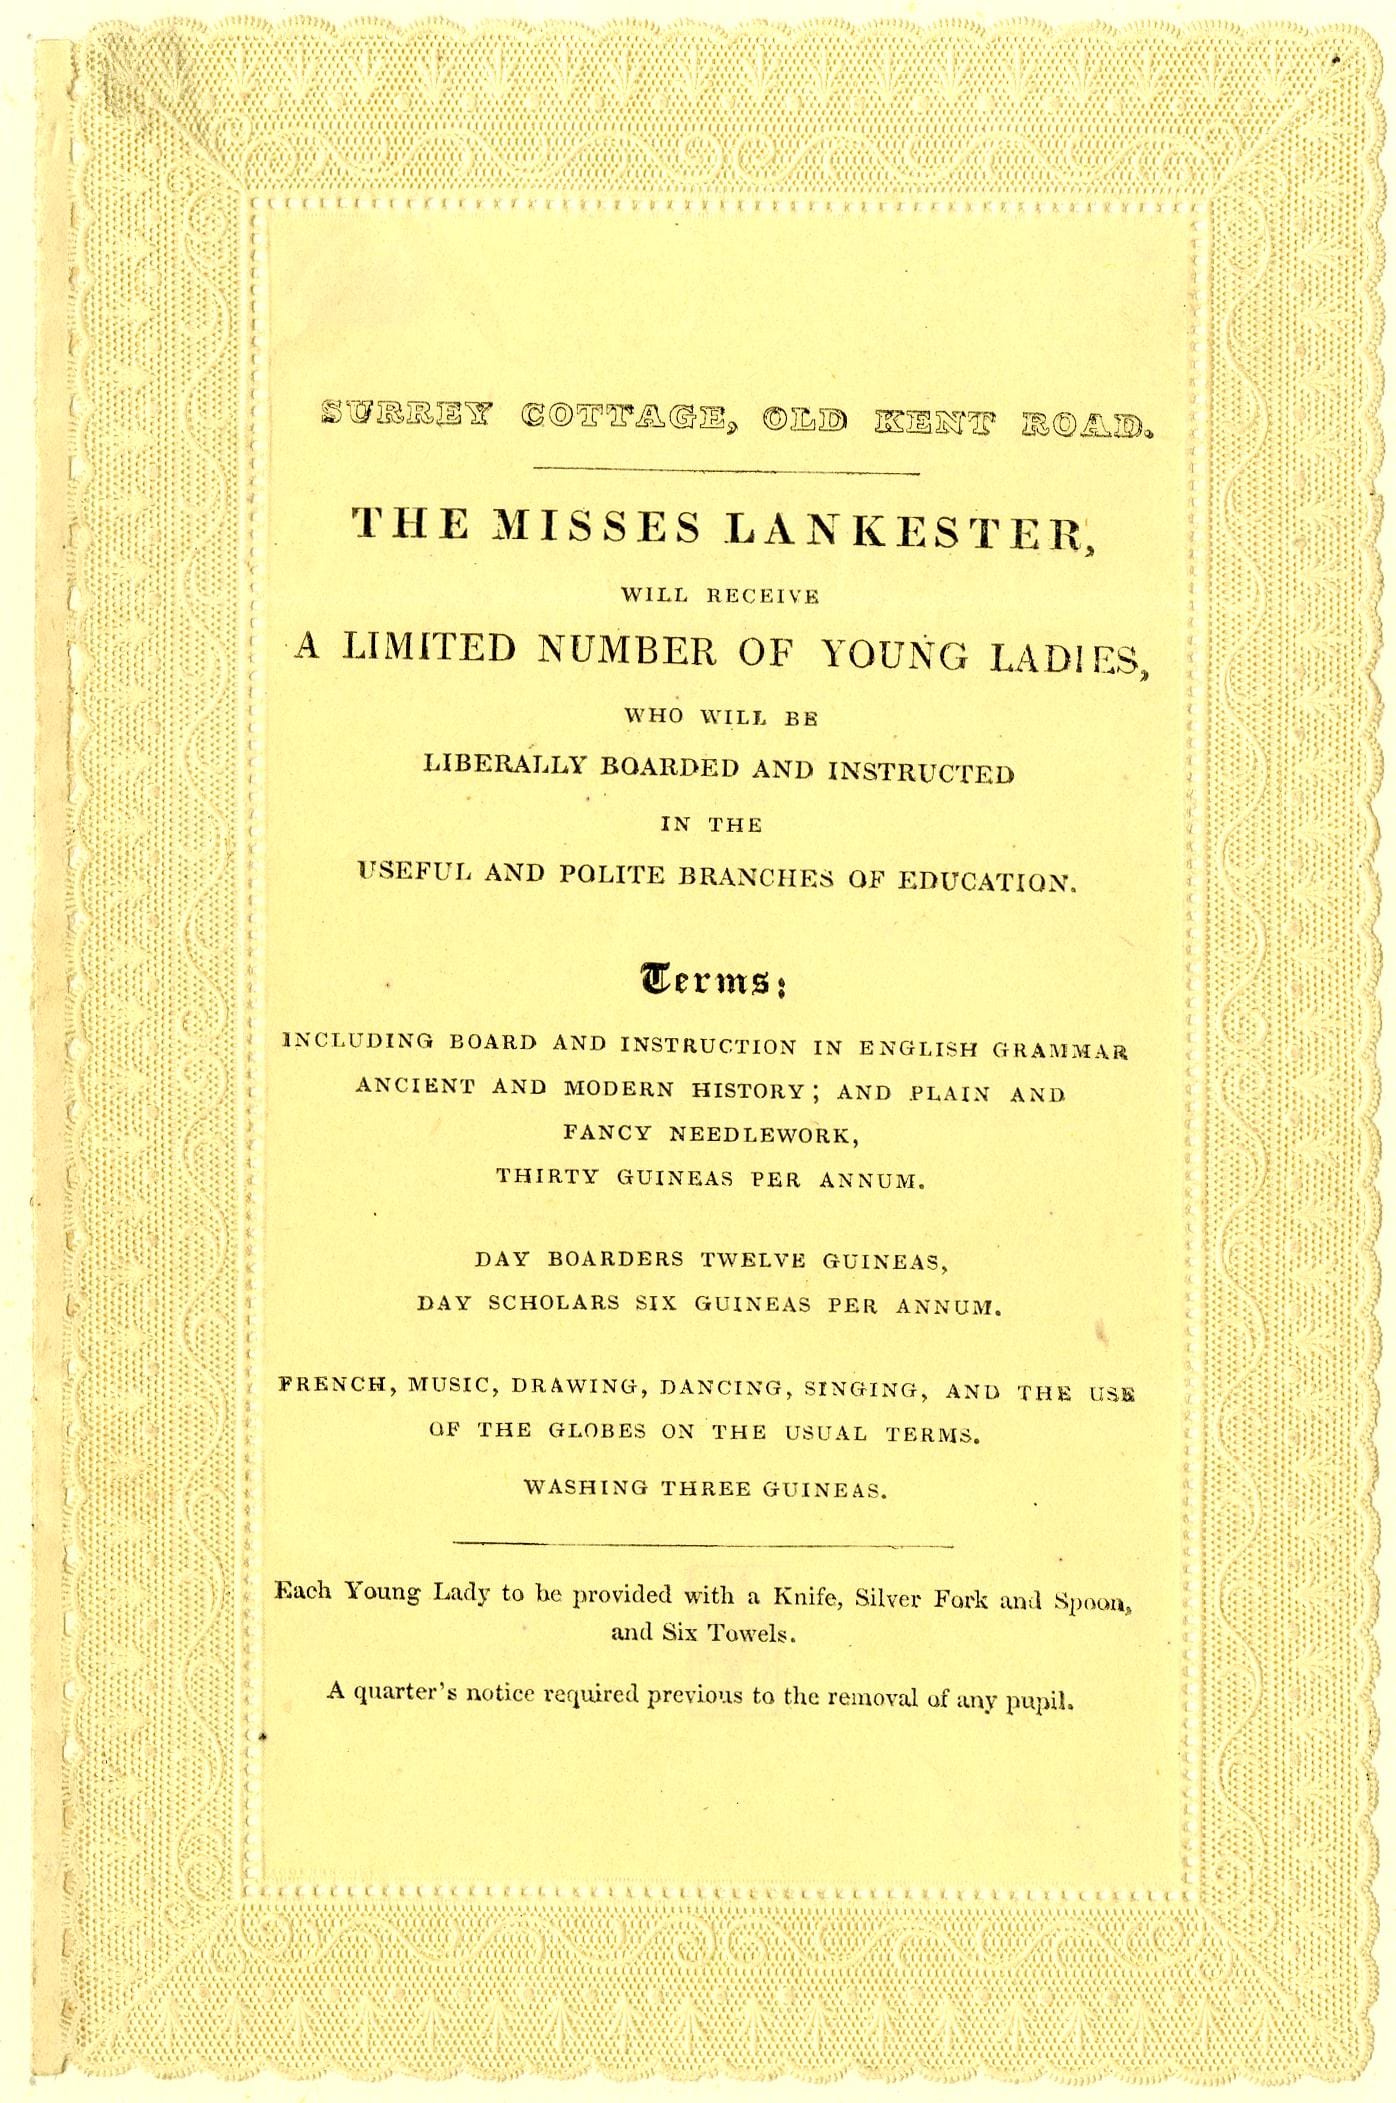 SURREY COTTAGE, OLD KENT ROAD.
THE MISSES LANKESTER,
WILL RECEIVE
A LIMITED NUMBER OF YOUNG LADIES,
WHO WILL BE
LIBERALLY BOARDED AND INSTRUCTED
IN THE
USEFUL AND POLITE BRANCHES OF EDUCATION.
Terms:
INCLUDING BOARD AND INSTRUCTION IN ENGLISH GRAMMAR
ANCIENT AND MODERN HISTORY; AND PLAIN AND
FANCY NEEDLEWORK,
THIRTY GUINEAS PER ANNUM.
DAY BOARDERS TWELVE GUINEAS,
DAY SCHOLARS SIX GUINEAS PER ANNUM.
FRENCH, MUSIC, DRAWING, DANCING, SINGING, AND THE USE
OF THE GLOBES ON THE USUAL TERMS.
WASHING THREE GUINEAS.
Each Young Lady to be provided with a Knife, Silver Fork and Spoon,
and Six Towels.
A quarter's notice required previous to the removal of any pupil.